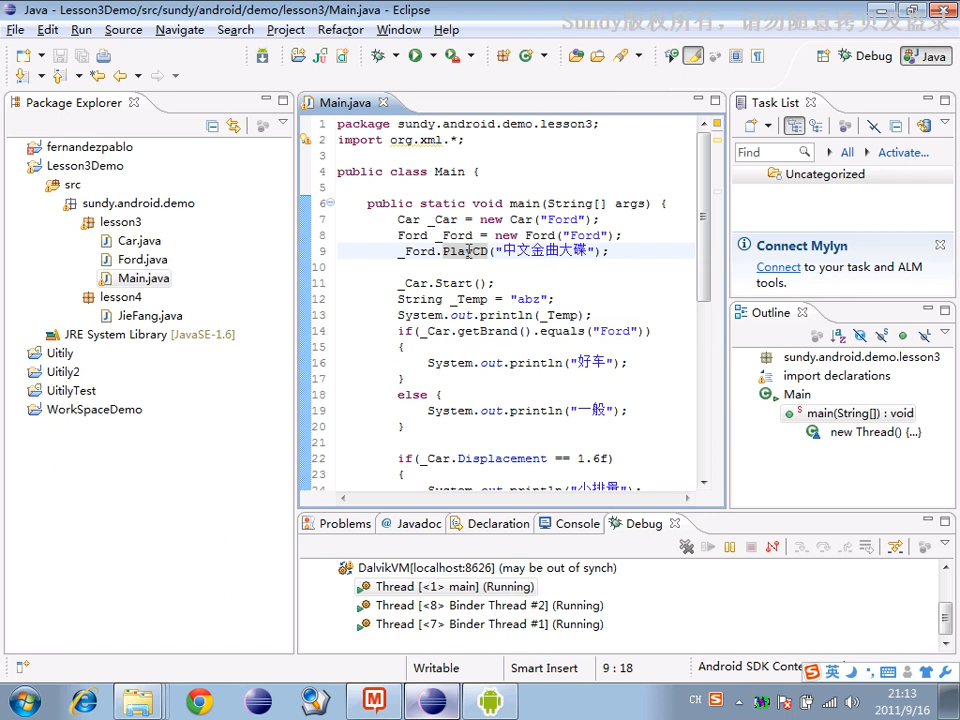 Java - Lesson3Demo/src/sundy/android/demo/lesson3/Main.java - Eclipse
Sundy版权所有，请勿随意拷贝及盗录
File Edit Run Source Navigate Search Project Refactor Window Help
Debug Java
Package Explorer
fernandezpablo
Lesson3Demo
src
sundy.android.demo
lesson3
Car.java
Ford.java
Main.java
lesson4
JieFang.java
JRE System Library [JavaSE-1.6]
Uitily
Uitily2
UitilyTest
WorkSpaceDemo
Main.java
1 package sundy.android.demo.lesson3;
2 import org.xml.*;
3
4 public class Main {
5
6 public static void main(String[] args) {
7 Car _Car = new Car("Ford");
8 Ford _Ford = new Ford("Ford");
9 _Ford.PlayCD("中文金曲大碟");
10
11 _Car.Start();
12 String _Temp = "abz";
13 System.out.println(_Temp);
14 if(_Car.getBrand().equals("Ford"))
15 {
16 System.out.println("好车");
17 }
18 else {
19 System.out.println("一般");
20 }
21
22 if(_Car.Displacement == 1.6f)
23 {
24 System.out.println("小排量");
Task List
Find All Activate...
Uncategorized
Connect Mylyn
Connect to your task and ALM
tools.
Outline
sundy.android.demo.lesson3
import declarations
Main
main(String[]) : void
new Thread() {...}
Problems Javadoc Declaration Console Debug
DalvikVM[localhost:8626] (may be out of synch)
Thread [<1> main] (Running)
Thread [<8> Binder Thread #2] (Running)
Thread [<7> Binder Thread #1] (Running)
Writable Smart Insert 9 : 18 Android SDK Conte
英
CH
21:13
2011/9/16